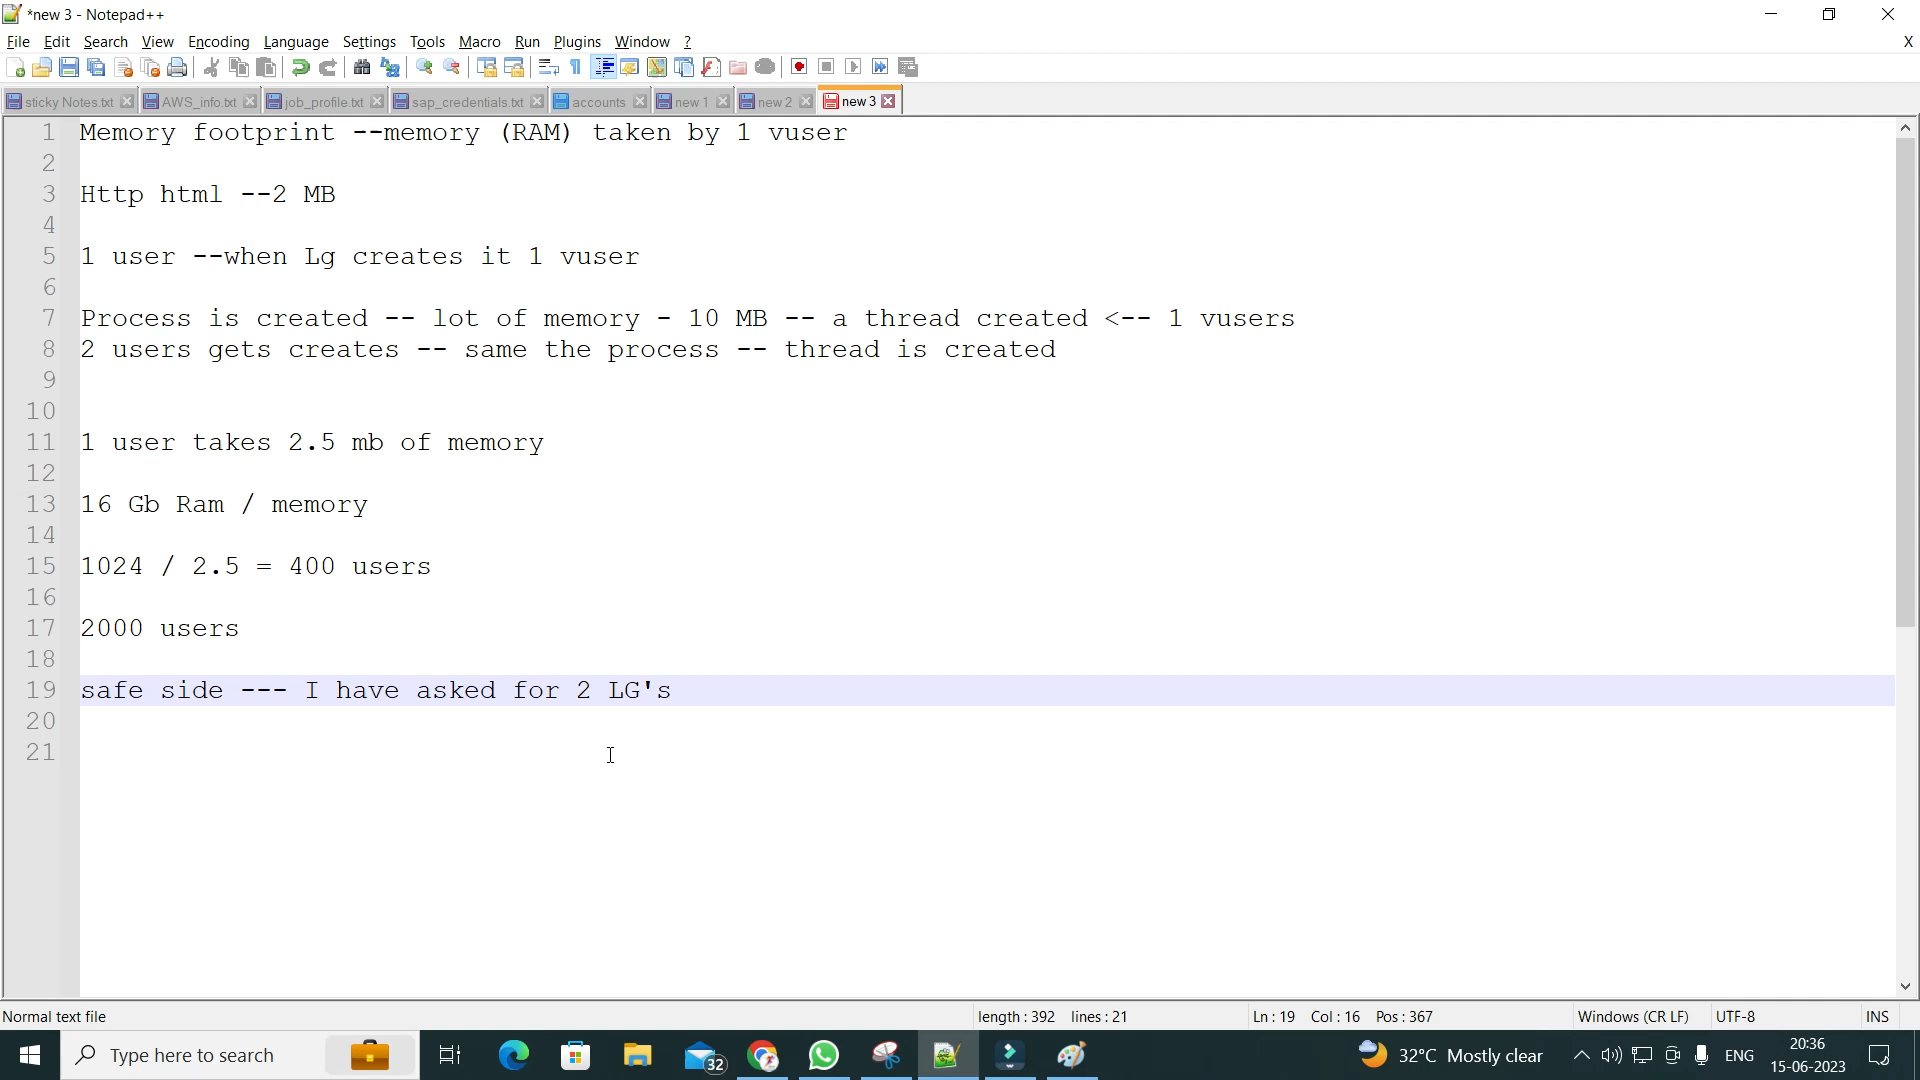 *new 3 - Notepad++
File Edit Search View Encoding Language Settings Tools Macro Run Plugins Window ? X
sticky Notes.txt AWS_info.txt job_profile.txt sap_credentials.txt accounts new 1 new 2 new 3
1 Memory footprint --memory (RAM) taken by 1 vuser
2
3 Http html --2 MB
4
5 1 user --when Lg creates it 1 vuser
6
7 Process is created -- lot of memory - 10 MB -- a thread created <-- 1 vusers
8 2 users gets creates -- same the process -- thread is created
9
10
11 1 user takes 2.5 mb of memory
12
13 16 Gb Ram / memory
14
15 1024 / 2.5 = 400 users
16
17 2000 users
18
19 safe side --- I have asked for 2 LG's
20
21
Normal text file length : 392 lines : 21 Ln : 19 Col : 16 Pos : 367 Windows (CR LF) UTF-8 INS
Type here to search 32 32°C Mostly clear ENG 20:36
15-06-2023